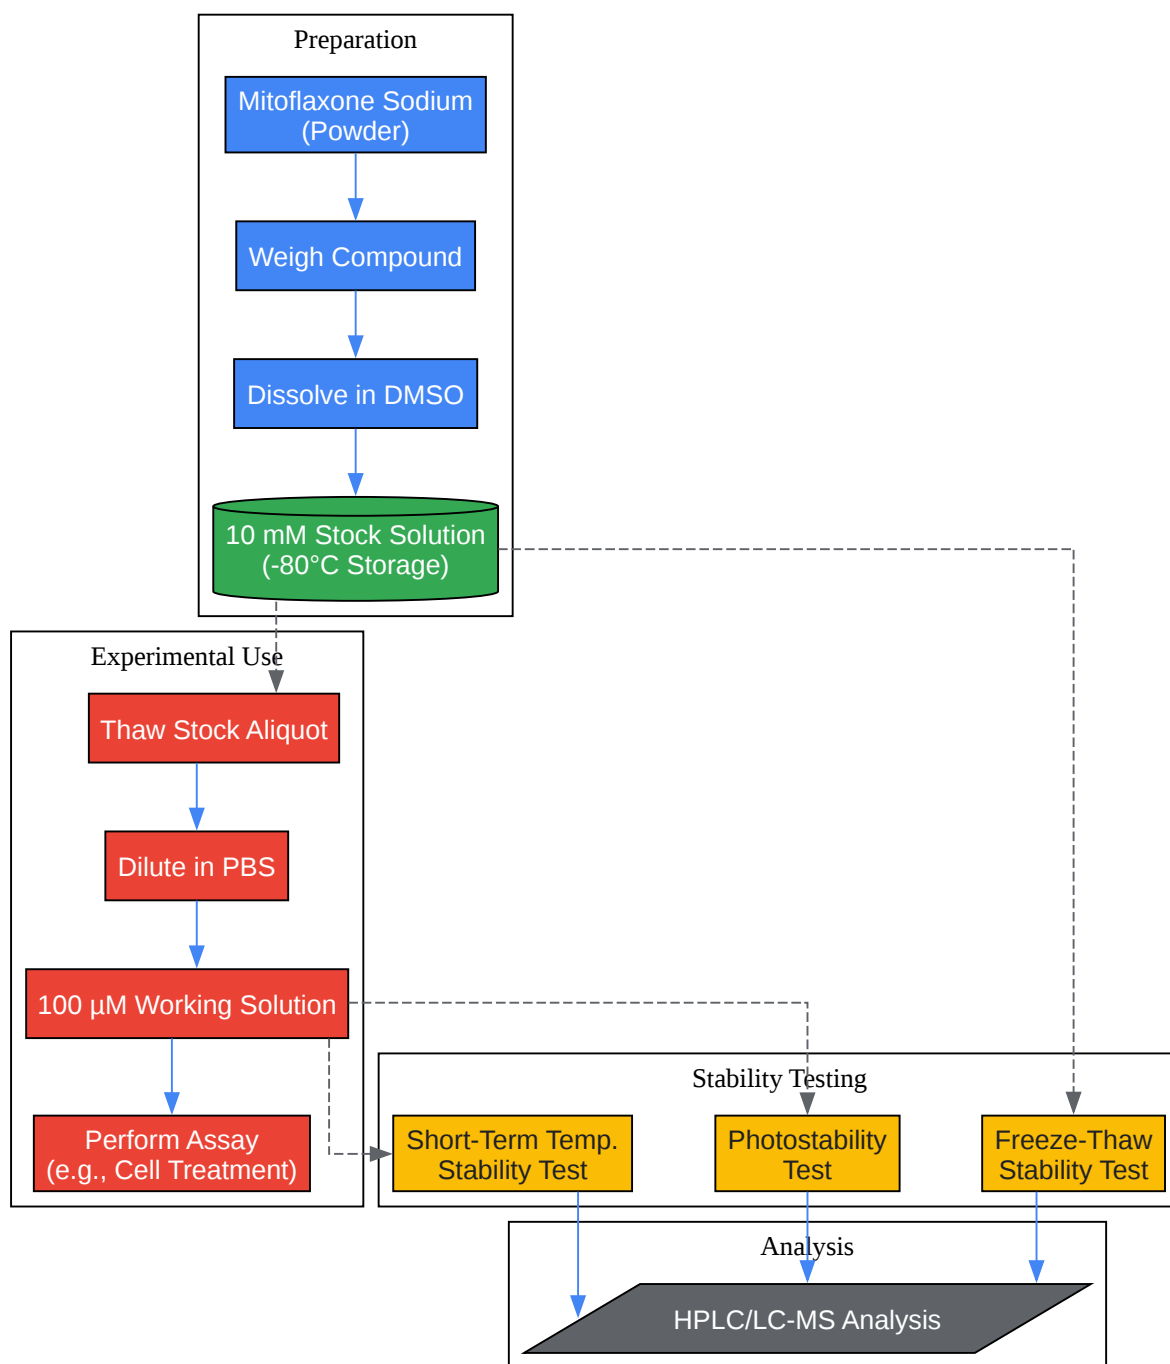 Preparation
Mitoflaxone Sodium
(Powder)
Weigh Compound
Dissolve in DMSO
10 mM Stock Solution
(-80°C Storage)
Experimental Use
Thaw Stock Aliquot
Dilute in PBS
100 µM Working Solution
Perform Assay
(e.g., Cell Treatment)
Stability Testing
Short-Term Temp.
Stability Test
Photostability
Test
Freeze-Thaw
Stability Test
Analysis
HPLC/LC-MS Analysis